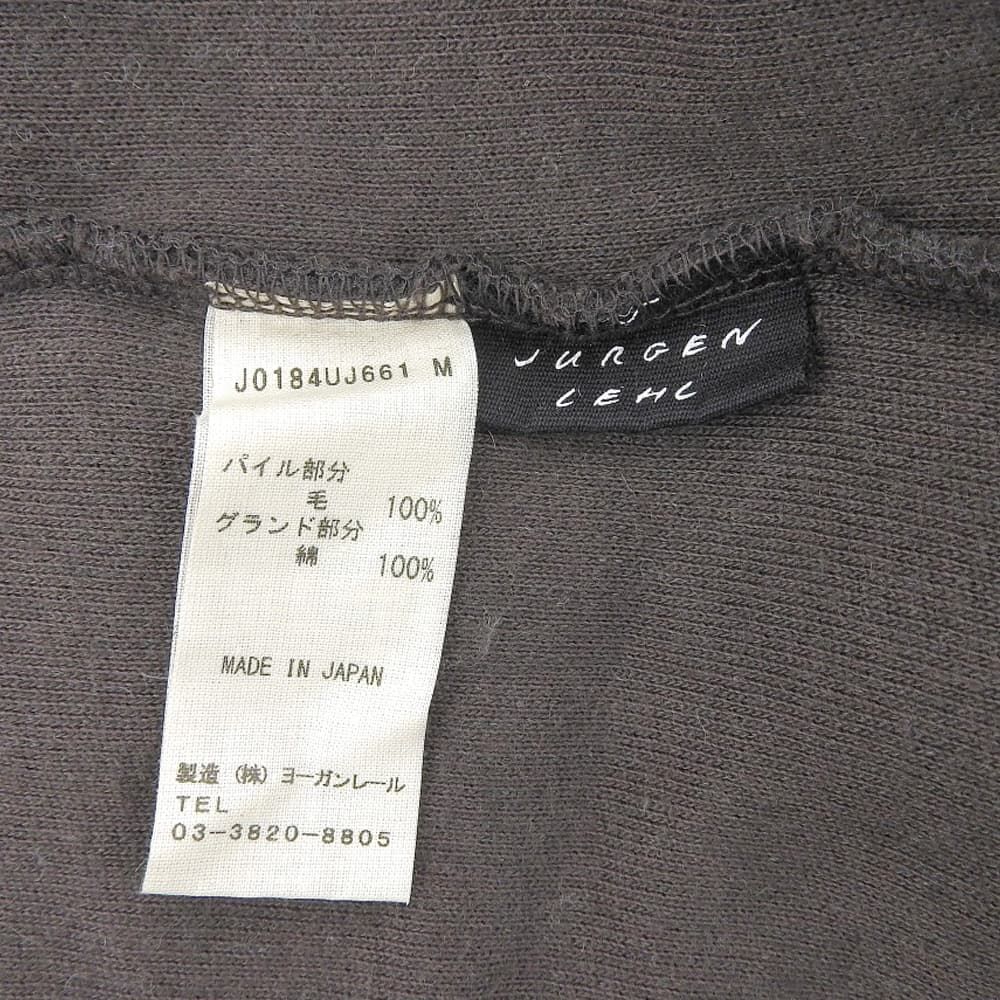 J0184UJ661 M
パイル部分
毛 100%
グランド部分
綿 100%
MADE IN JAPAN
製造 (株) ヨーガンレール
TEL
03-3820-8805
JURGEN
LEHL